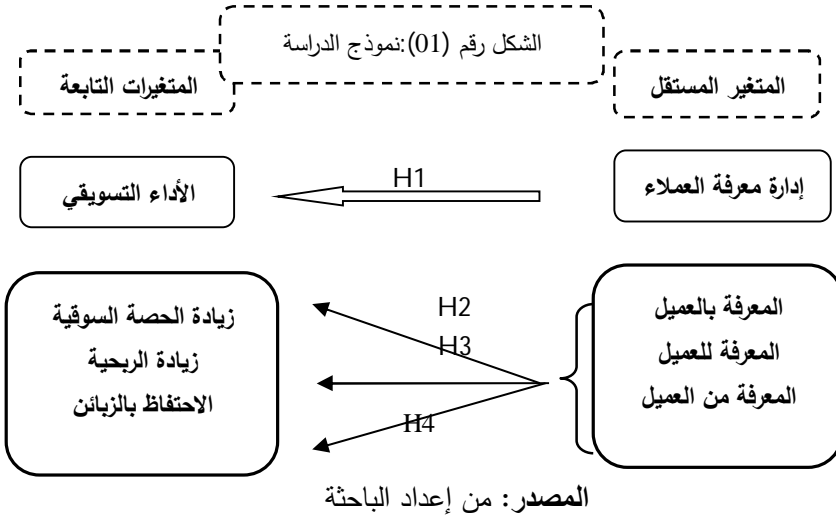 الشكل رقم (01):نموذج الدراسة
المتغير المستقل
المتغيرات التابعة
إدارة معرفة العملاء
H1
الأداء التسويقي
المعرفة بالعميل
المعرفة للعميل
المعرفة من العميل
H2
H3
H4
زيادة الحصة السوقية
زيادة الربحية
الاحتفاظ بالزبائن
المصدر: من إعداد الباحثة